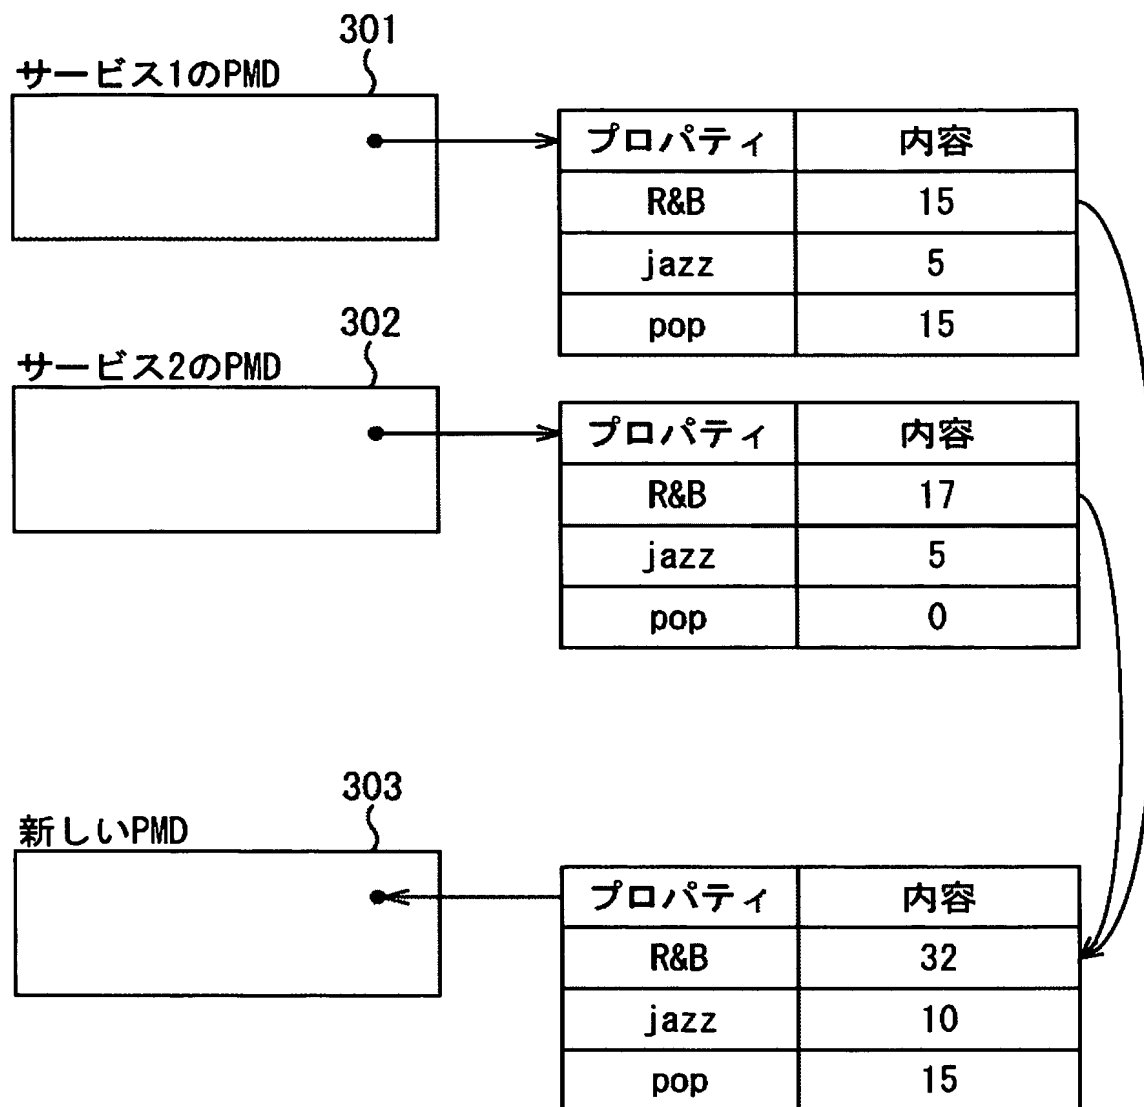 301
サービス1のPMD
プロパティ 内容
R&B 15
jazz 5
pop 15
302
サービス2のPMD
プロパティ 内容
R&B 17
jazz 5
pop 0
303
新しいPMD
プロパティ 内容
R&B 32
jazz 10
pop 15